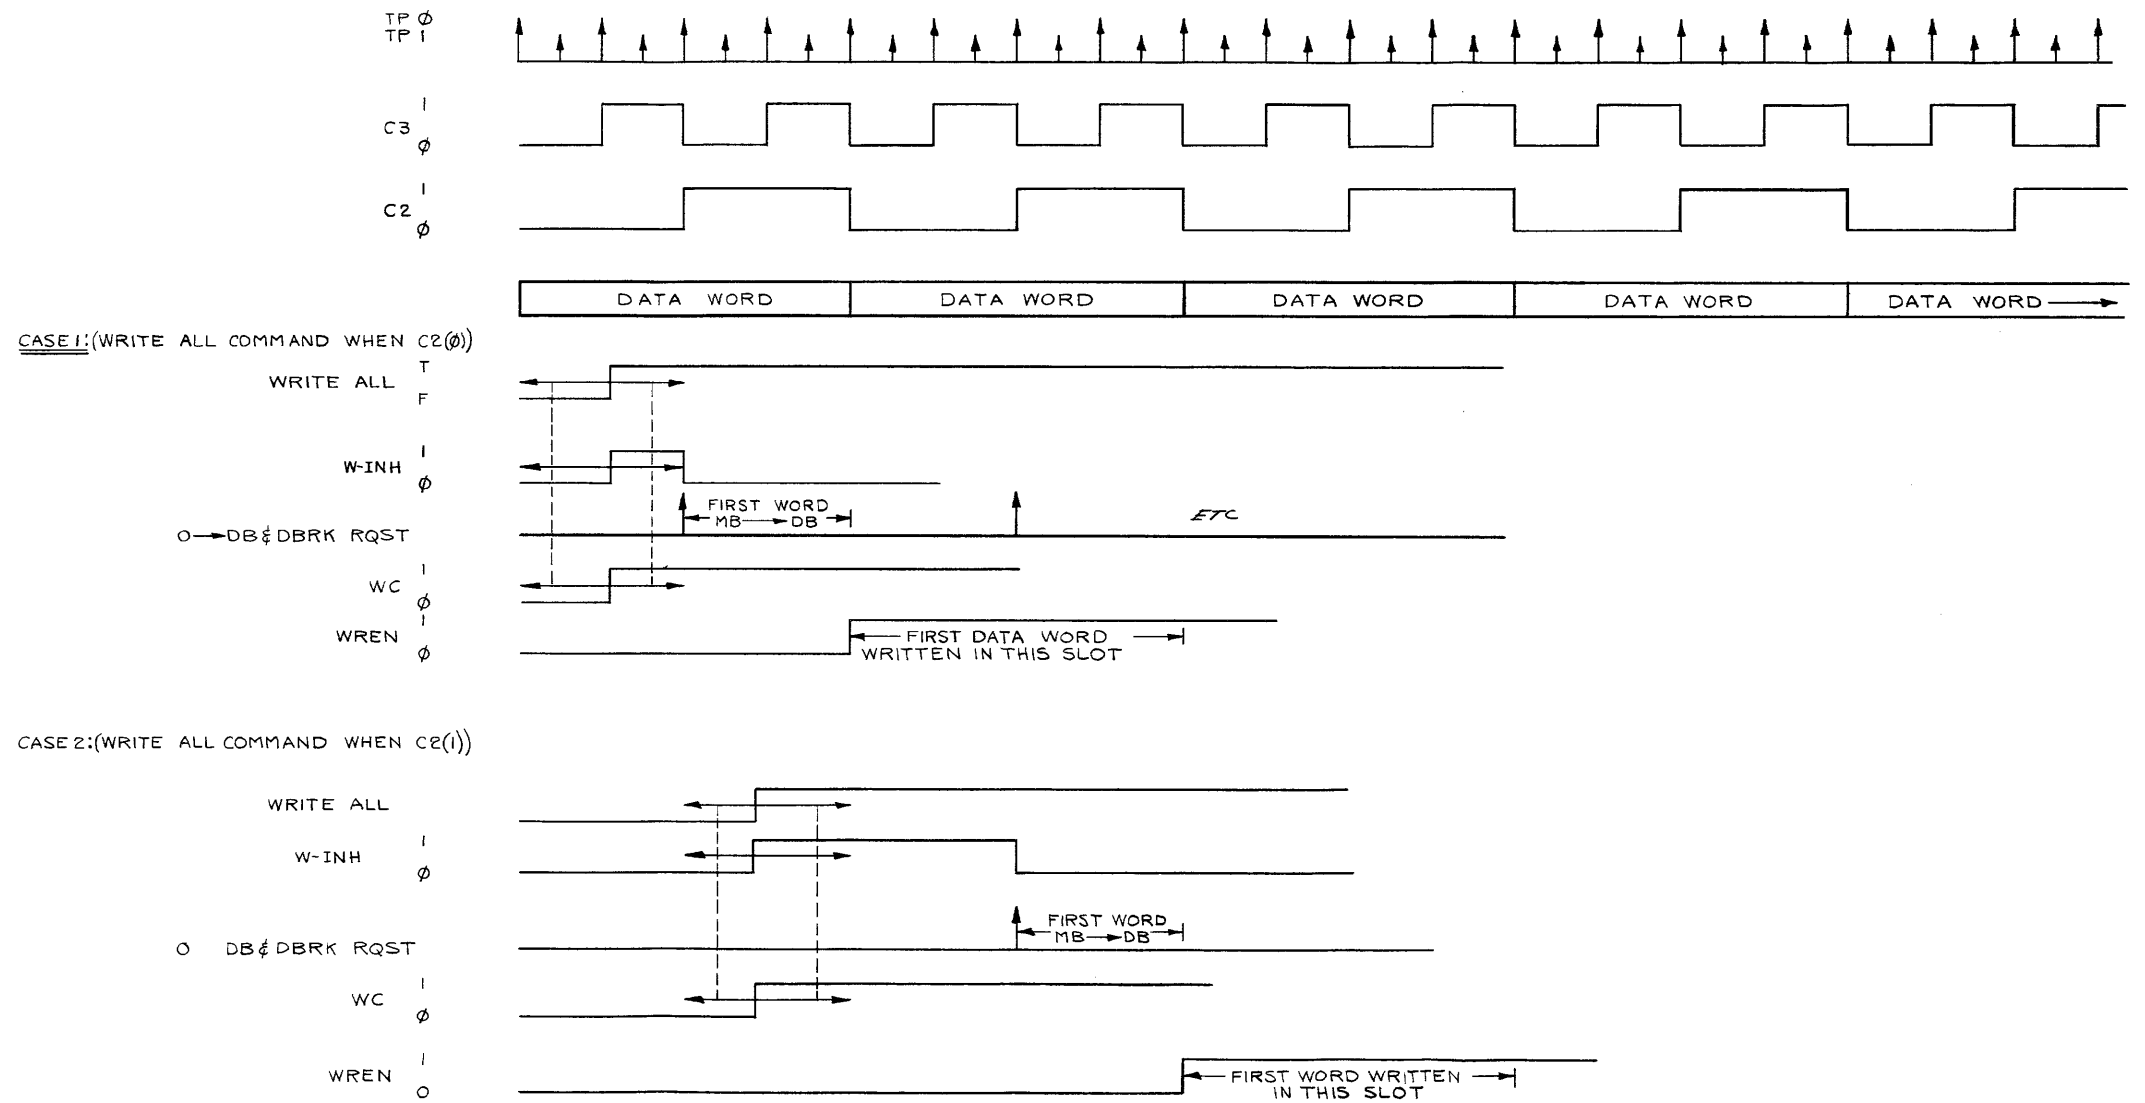 TP Ø
TP 1
1
C3
Ø
1
C2
Ø
DATA WORD DATA WORD DATA WORD DATA WORD DATA WORD
CASE 1:(WRITE ALL COMMAND WHEN C2(Ø))
T
WRITE ALL
F
1
W-INH
Ø
FIRST WORD
MB→DB
ETC
0→DB & DBRK RQST
1
WC
Ø
1
WREN
Ø
FIRST DATA WORD
WRITTEN IN THIS SLOT
CASE 2:(WRITE ALL COMMAND WHEN C2(1))
WRITE ALL
1
W-INH
Ø
FIRST WORD
MB→DB
0 DB & DBRK RQST
1
WC
Ø
1
WREN
0
FIRST WORD WRITTEN
IN THIS SLOT